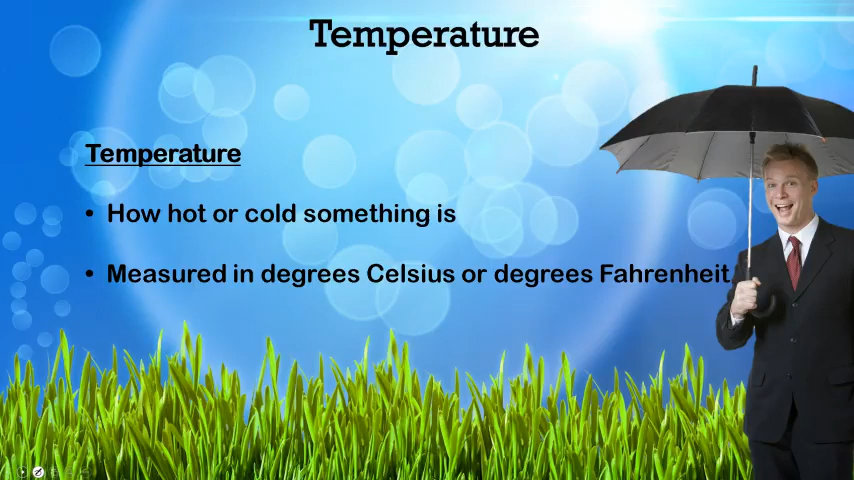 Temperature
Temperature
• How hot or cold something is
• Measured in degrees Celsius or degrees Fahrenheit